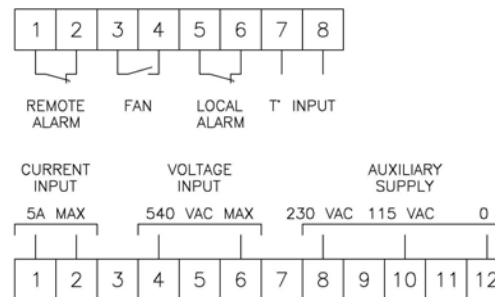 1 2 3 4 5 6 7 8
REMOTE ALARM FAN LOCAL ALARM T° INPUT
CURRENT INPUT VOLTAGE INPUT AUXILIARY SUPPLY
5A MAX 540 VAC MAX 230 VAC 115 VAC 0
1 2 3 4 5 6 7 8 9 10 11 12